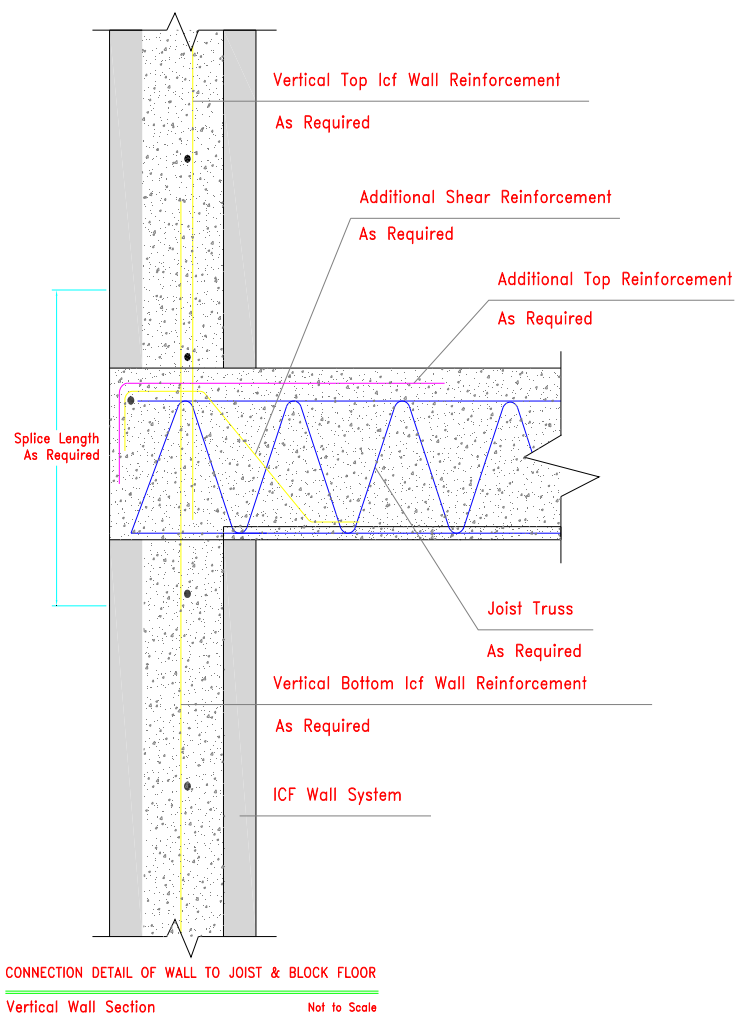 Vertical Top Icf Wall Reinforcement
As Required
Additional Shear Reinforcement
As Required
Additional Top Reinforcement
As Required
Splice Length
As Required
Joist Truss
As Required
Vertical Bottom Icf Wall Reinforcement
As Required
ICF Wall System
CONNECTION DETAIL OF WALL TO JOIST & BLOCK FLOOR
Vertical Wall Section
Not to Scale